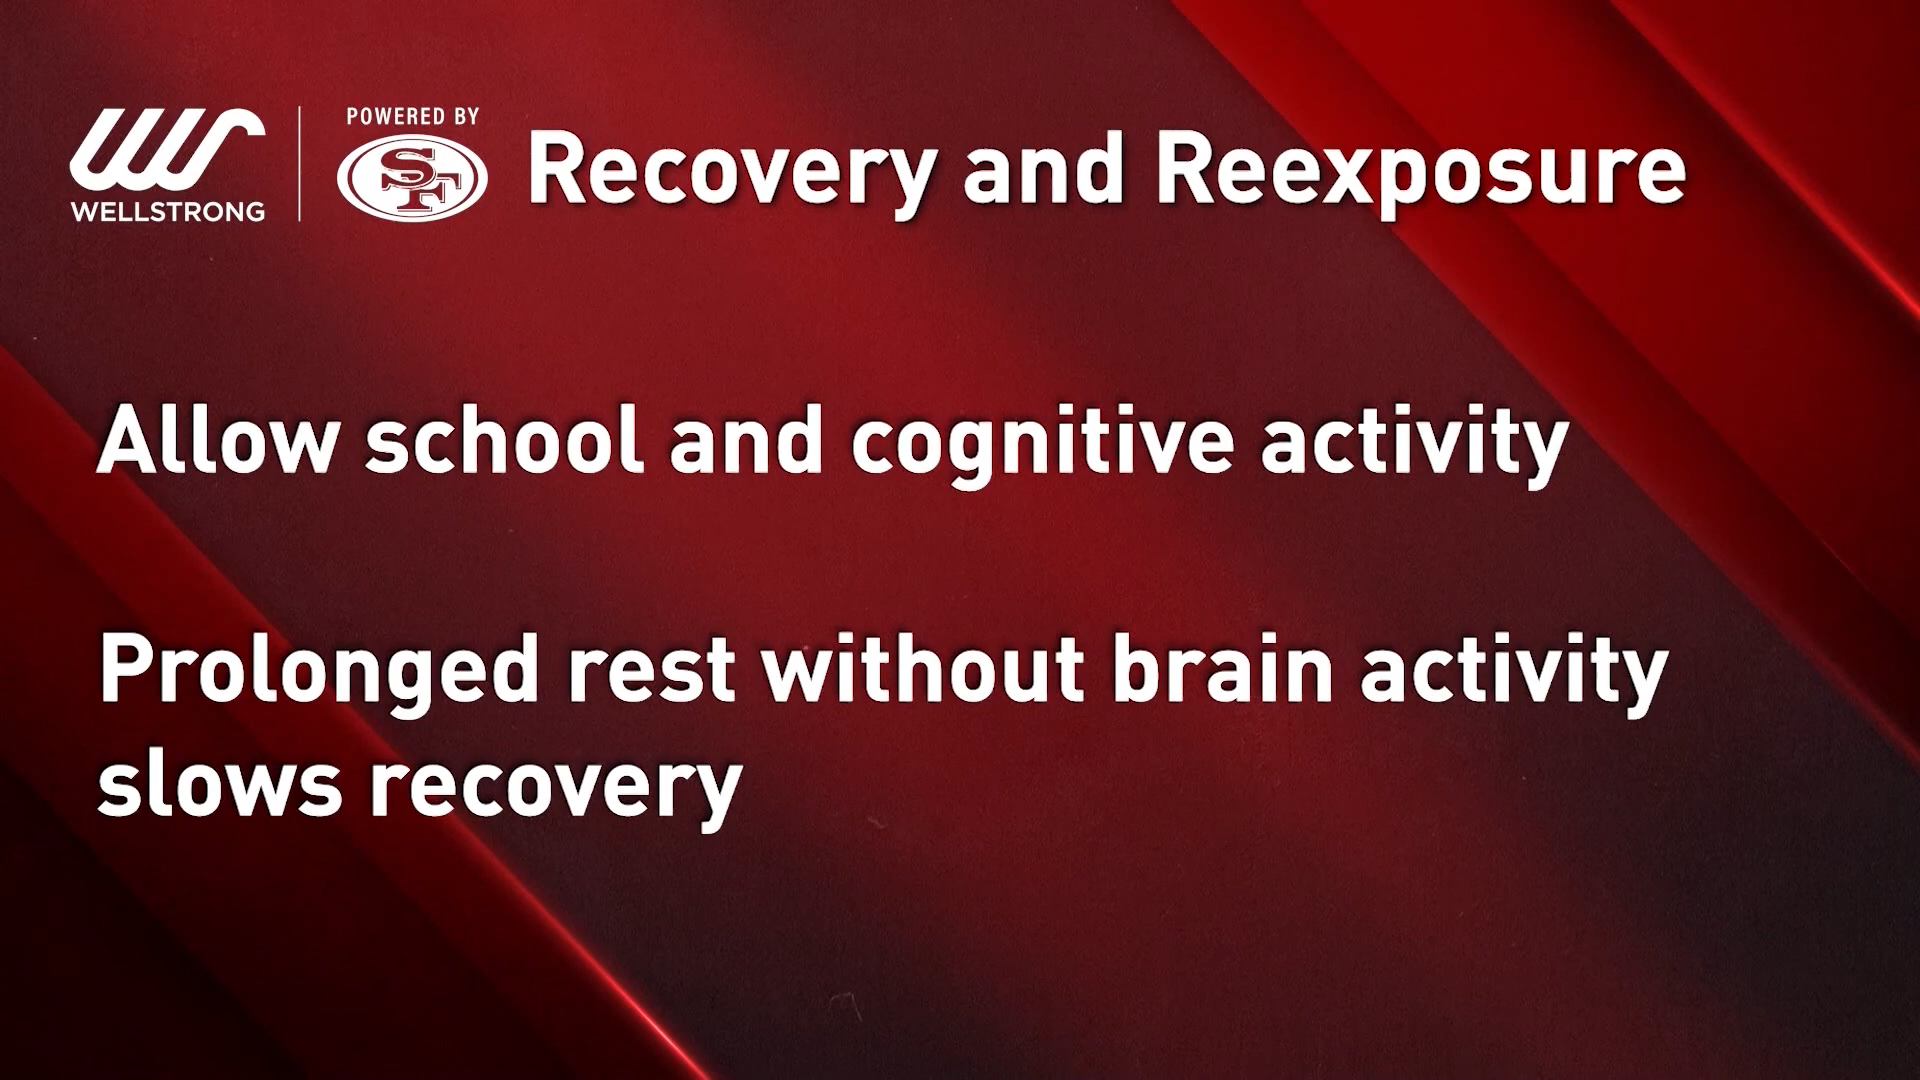 WELLSTRONG
POWERED BY
SF
Recovery and Reexposure
Allow school and cognitive activity
Prolonged rest without brain activity
slows recovery